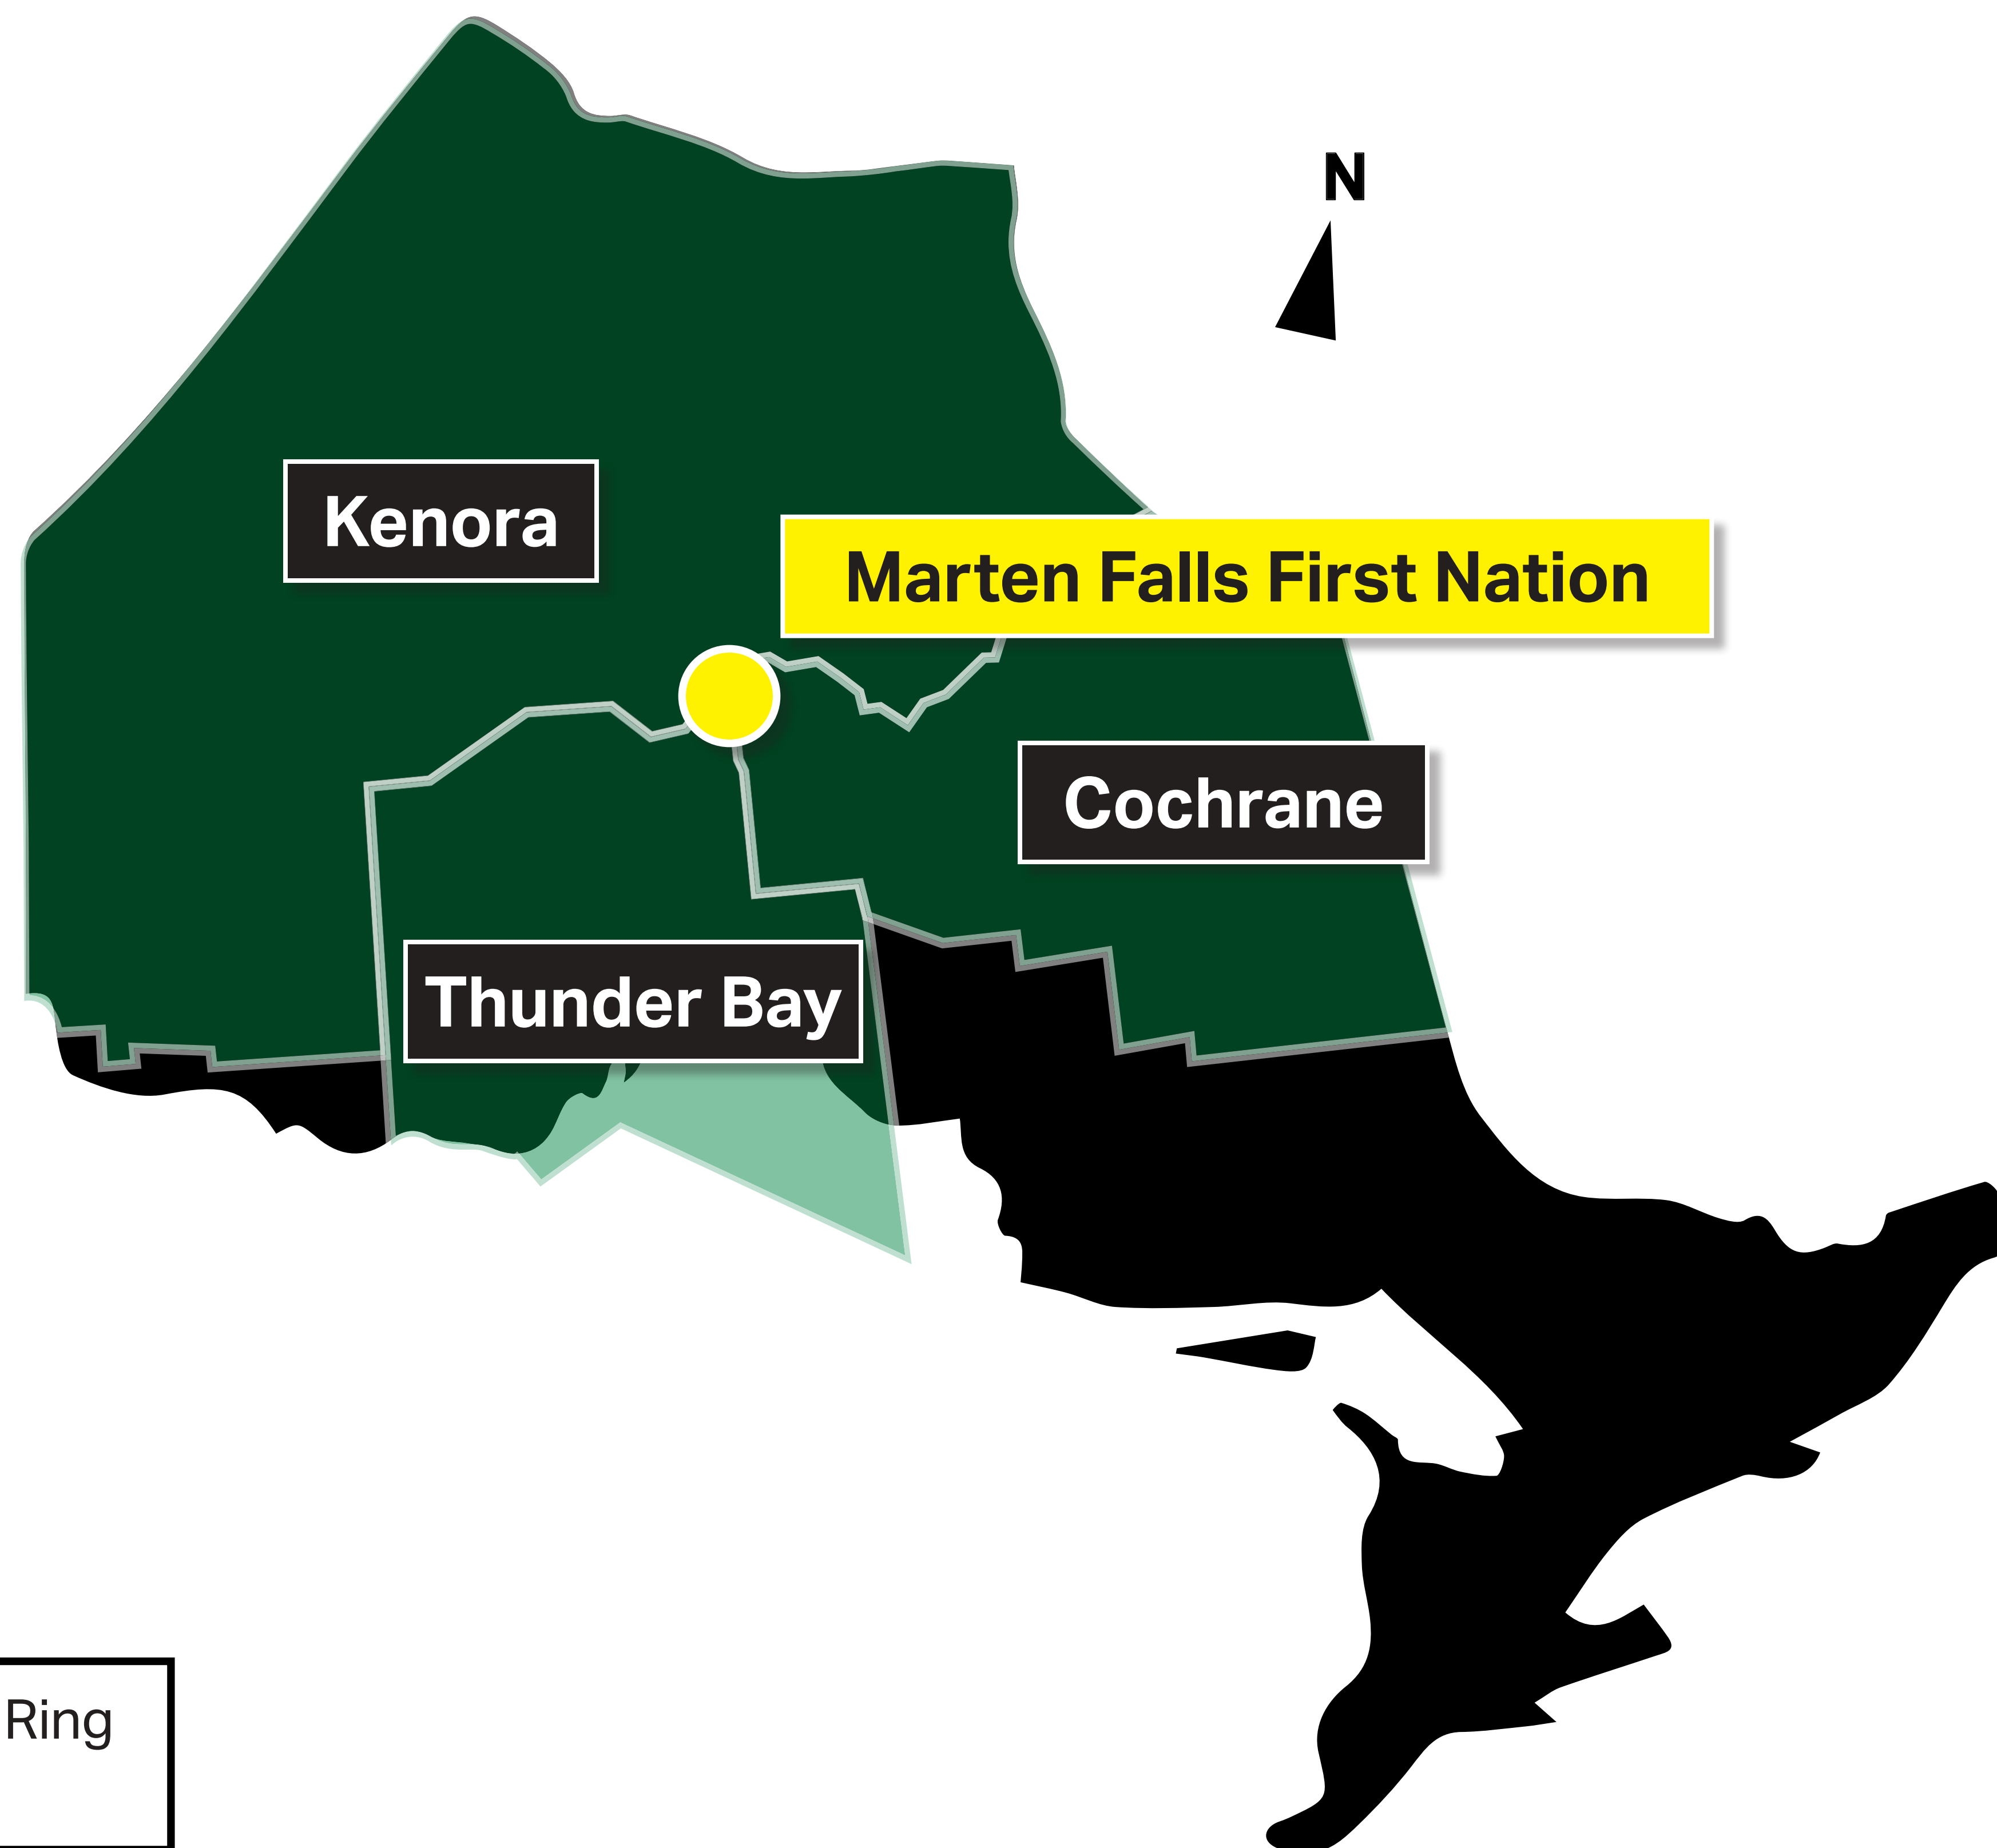 N
Kenora
Marten Falls First Nation
Cochrane
Thunder Bay
Ring